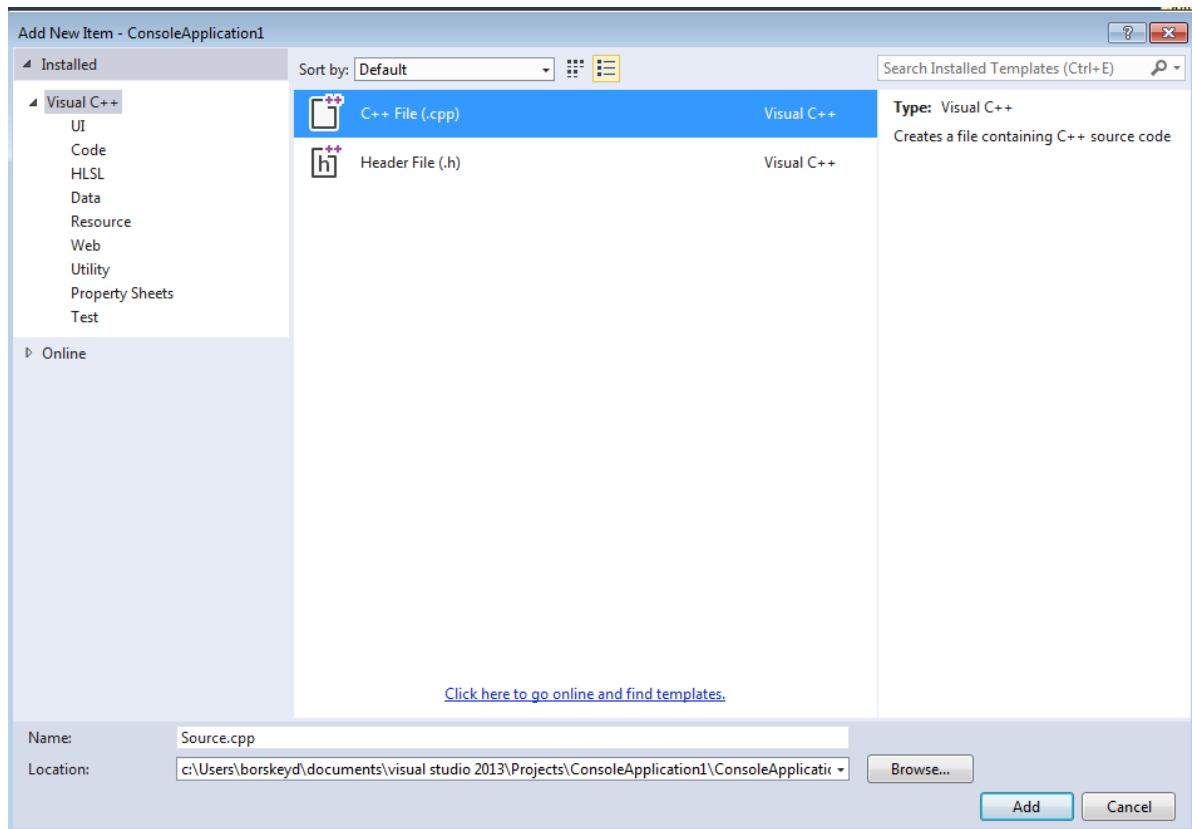 Add New Item - ConsoleApplication1
Installed
Sort by: Default
Search Installed Templates (Ctrl+E)
Visual C++
UI
Code
HLSL
Data
Resource
Web
Utility
Property Sheets
Test
Online
C++ File (.cpp) Visual C++
Header File (.h) Visual C++
Type: Visual C++
Creates a file containing C++ source code
Click here to go online and find templates.
Name: Source.cpp
Location: c:\Users\borskeyd\documents\visual studio 2013\Projects\ConsoleApplication1\ConsoleApplicatic
Browse...
Add Cancel